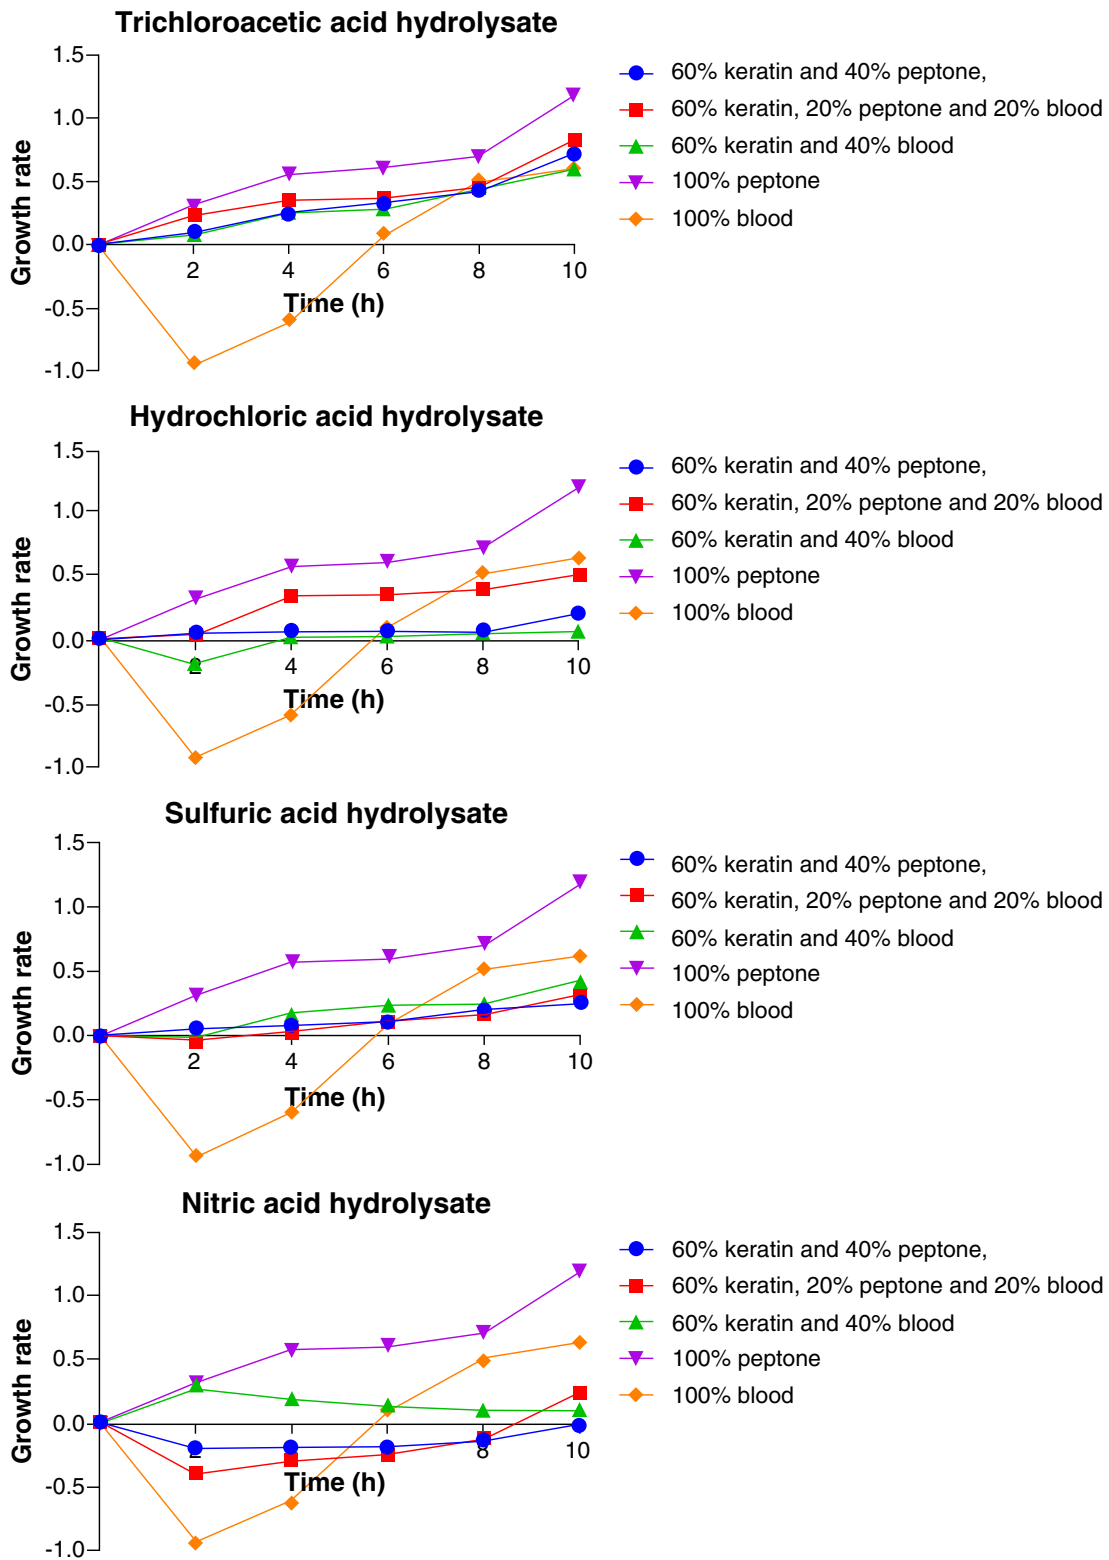 Trichloroacetic acid hydrolysate
1.5
1.0
0.5
0.0
-0.5
-1.0
Growth rate
2 4 6 8 10
Time (h)
60% keratin and 40% peptone,
60% keratin, 20% peptone and 20% blood
60% keratin and 40% blood
100% peptone
100% blood
Hydrochloric acid hydrolysate
1.5
1.0
0.5
0.0
-0.5
-1.0
Growth rate
2 4 6 8 10
Time (h)
60% keratin and 40% peptone,
60% keratin, 20% peptone and 20% blood
60% keratin and 40% blood
100% peptone
100% blood
Sulfuric acid hydrolysate
1.5
1.0
0.5
0.0
-0.5
-1.0
Growth rate
2 4 6 8 10
Time (h)
60% keratin and 40% peptone,
60% keratin, 20% peptone and 20% blood
60% keratin and 40% blood
100% peptone
100% blood
Nitric acid hydrolysate
1.5
1.0
0.5
0.0
-0.5
-1.0
Growth rate
8 10
Time (h)
60% keratin and 40% peptone,
60% keratin, 20% peptone and 20% blood
60% keratin and 40% blood
100% peptone
100% blood